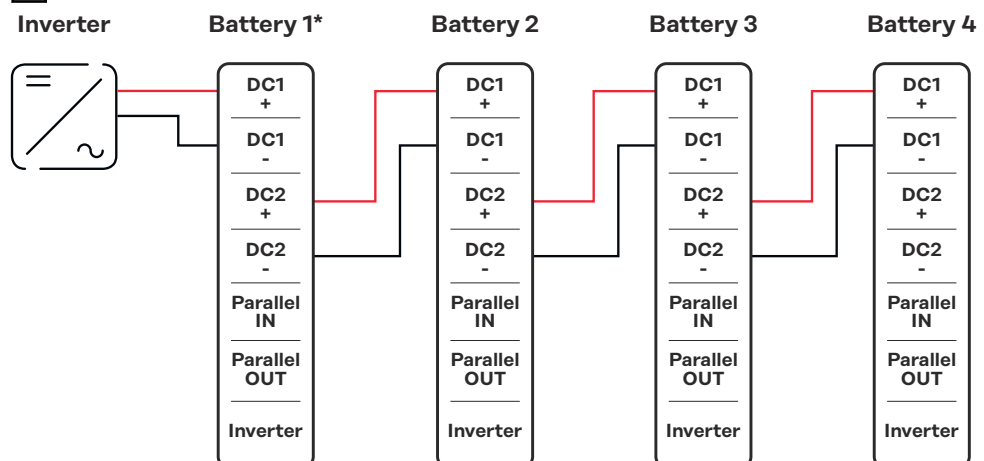 Inverter Battery 1* Battery 2 Battery 3 Battery 4
DC1 DC1 DC1 DC1
+ + + +
DC1 DC1 DC1 DC1
- - - -
DC2 DC2 DC2 DC2
+ + + +
DC2 DC2 DC2 DC2
- - - -
Parallel Parallel Parallel Parallel
IN IN IN IN
Parallel Parallel Parallel Parallel
OUT OUT OUT OUT
Inverter Inverter Inverter Inverter